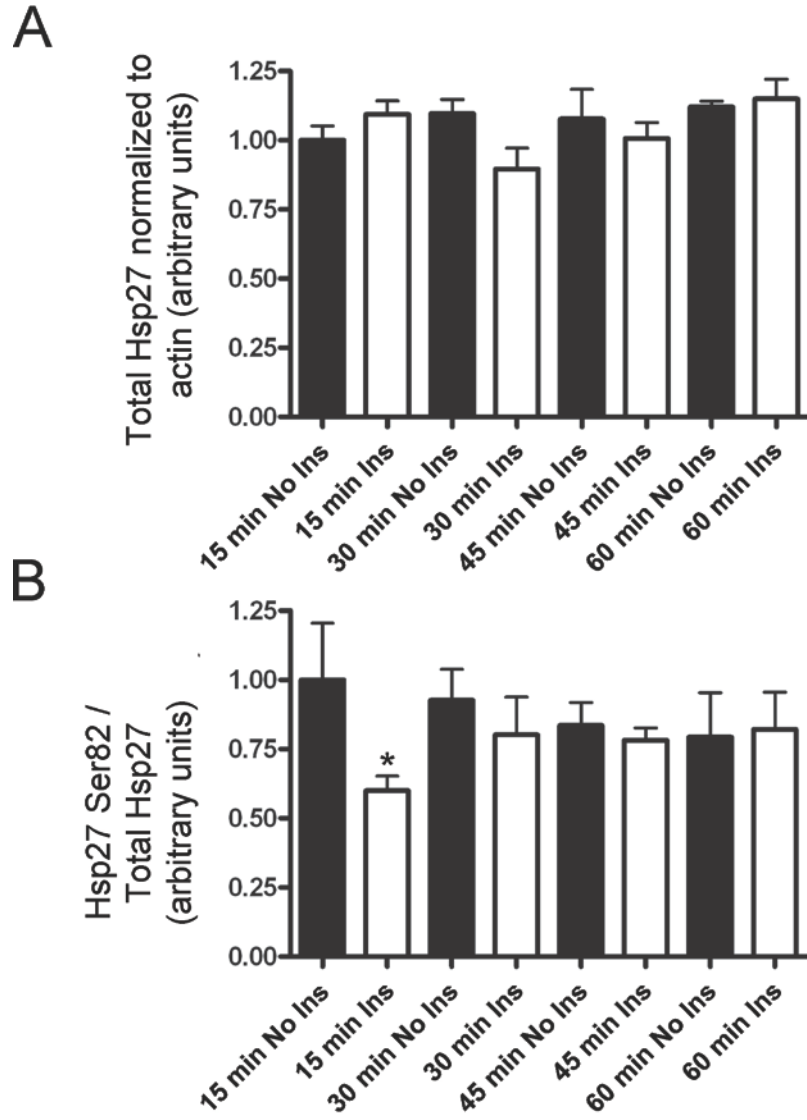 A
Total Hsp27 normalized to
actin (arbitrary units)
1.25
1.00
0.75
0.50
0.25
0.00
15 min No Ins
15 min Ins
30 min No Ins
30 min Ins
45 min No Ins
45 min Ins
60 min No Ins
60 min Ins
B
Hsp27 Ser82 /
Total Hsp27
(arbitrary units)
1.25
1.00
0.75
0.50
0.25
0.00
*
15 min No Ins
15 min Ins
30 min No Ins
30 min Ins
45 min No Ins
45 min Ins
60 min No Ins
60 min Ins